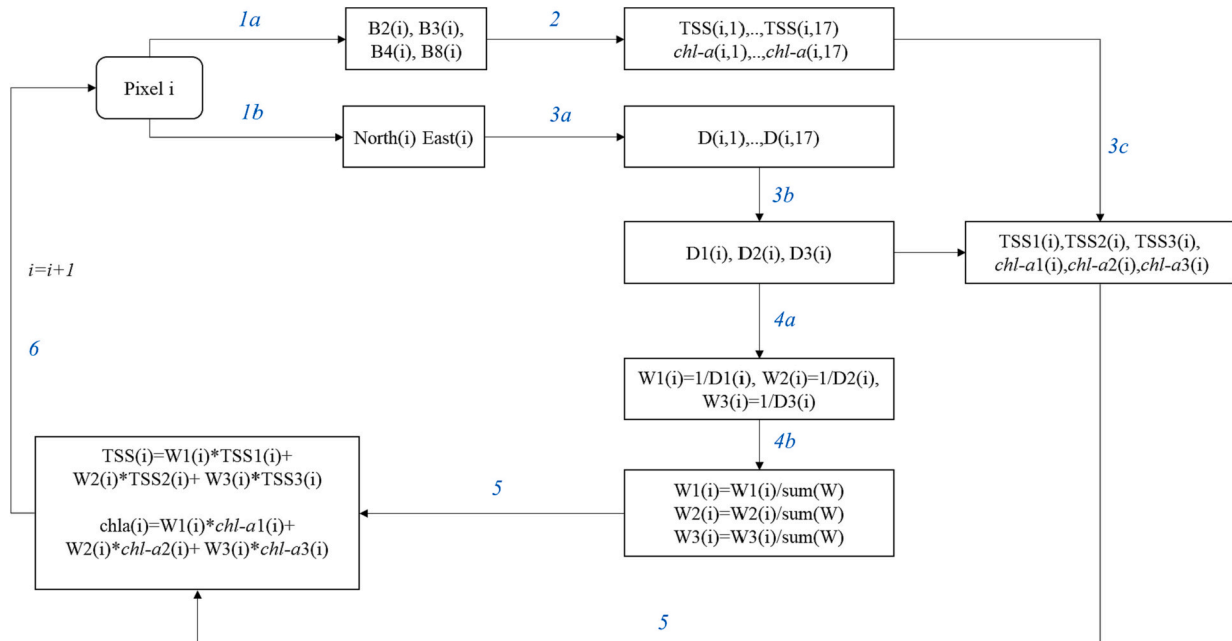 1a
B2(i), B3(i),
B4(i), B8(i)
2
TSS(i,1),..,TSS(i,17)
chl-a(i,1),..,chl-a(i,17)
Pixel i
1b
North(i) East(i)
3a
D(i,1),..,D(i,17)
3c
3b
D1(i), D2(i), D3(i)
TSS1(i),TSS2(i), TSS3(i),
chl-a1(i),chl-a2(i),chl-a3(i)
i=i+1
4a
6
W1(i)=1/D1(i), W2(i)=1/D2(i),
W3(i)=1/D3(i)
4b
TSS(i)=W1(i)*TSS1(i)+
W2(i)*TSS2(i)+ W3(i)*TSS3(i)
chla(i)=W1(i)*chl-a1(i)+
W2(i)*chl-a2(i)+ W3(i)*chl-a3(i)
5
W1(i)=W1(i)/sum(W)
W2(i)=W2(i)/sum(W)
W3(i)=W3(i)/sum(W)
5